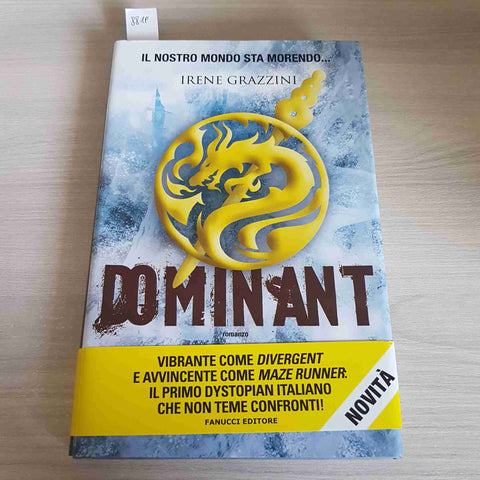 881P
IL NOSTRO MONDO STA MORENDO...
IRENE GRAZZINI
DOMINANT
romanzo
VIBRANTE COME DIVERGENT
E AVVINCENTE COME MAZE RUNNER:
IL PRIMO DYSTOPIAN ITALIANO
CHE NON TEME CONFRONTI!
FANUCCI EDITORE
NOVITÀ